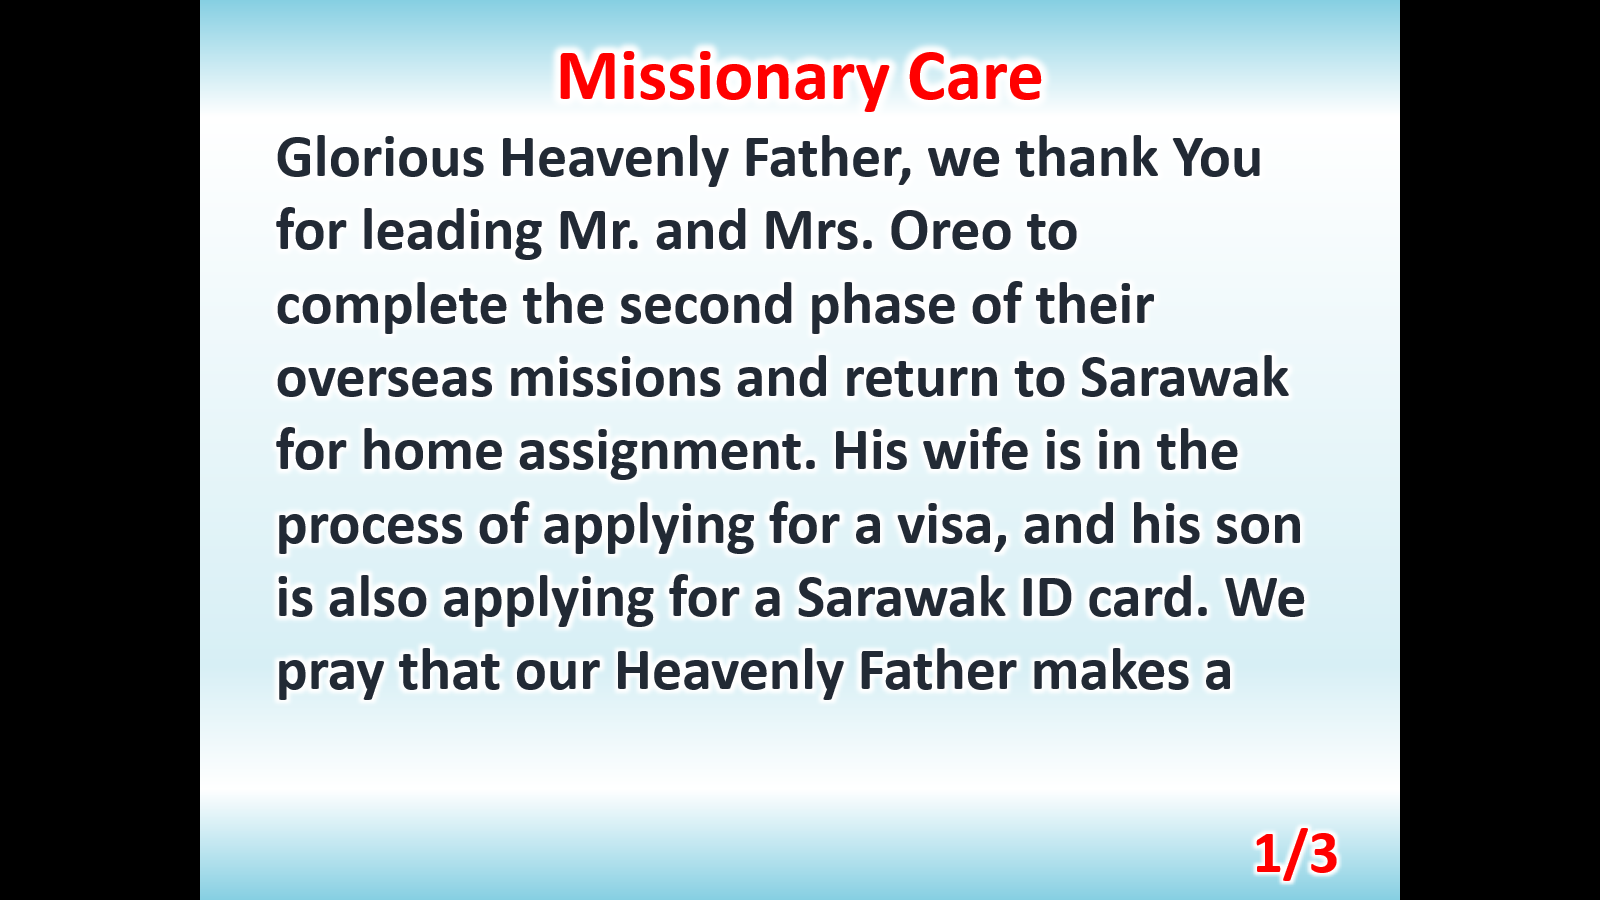 Missionary Care
Glorious Heavenly Father, we thank You
for leading Mr. and Mrs. Oreo to
complete the second phase of their
overseas missions and return to Sarawak
for home assignment. His wife is in the
process of applying for a visa, and his son
is also applying for a Sarawak ID card. We
pray that our Heavenly Father makes a
1/3